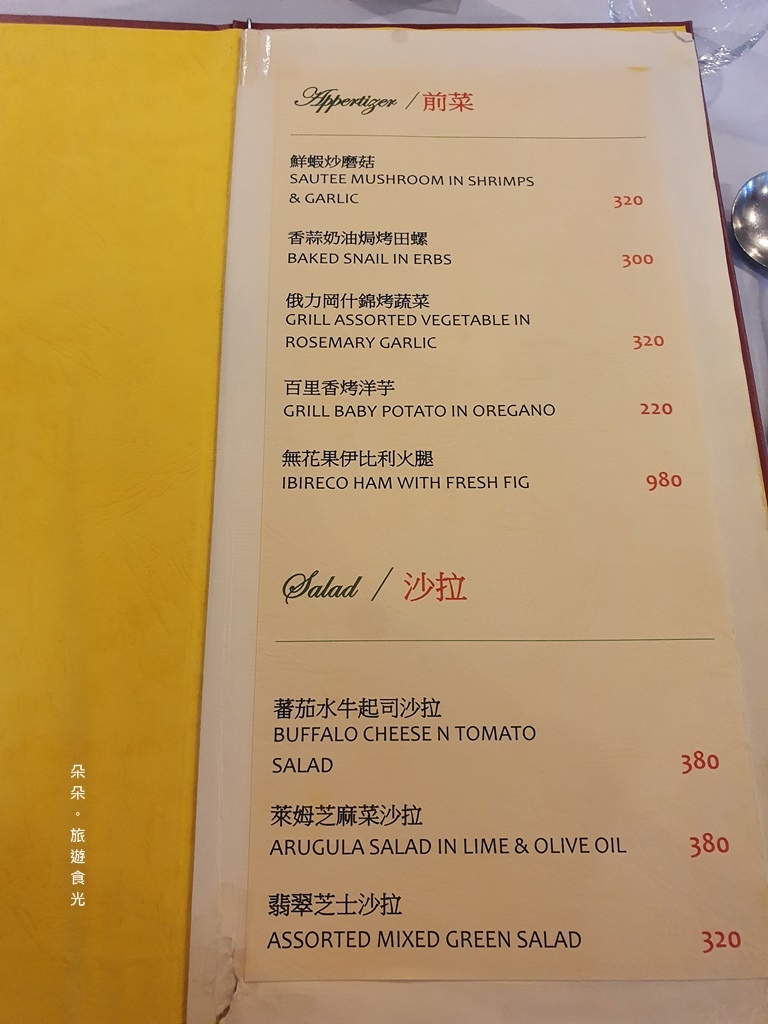 Appertizer / 前菜
鮮蝦炒磨菇
SAUTEE MUSHROOM IN SHRIMPS
& GARLIC 320
香蒜奶油焗烤田螺
BAKED SNAIL IN ERBS 300
俄力岡什錦烤蔬菜
GRILL ASSORTED VEGETABLE IN
ROSEMARY GARLIC 320
百里香烤洋芋
GRILL BABY POTATO IN OREGANO 220
無花果伊比利火腿
IBIRECO HAM WITH FRESH FIG 980
Salad / 沙拉
蕃茄水牛起司沙拉
BUFFALO CHEESE N TOMATO
SALAD 380
萊姆芝麻菜沙拉
ARUGULA SALAD IN LIME & OLIVE OIL 380
翡翠芝士沙拉
ASSORTED MIXED GREEN SALAD 320
朵朵。旅遊食光